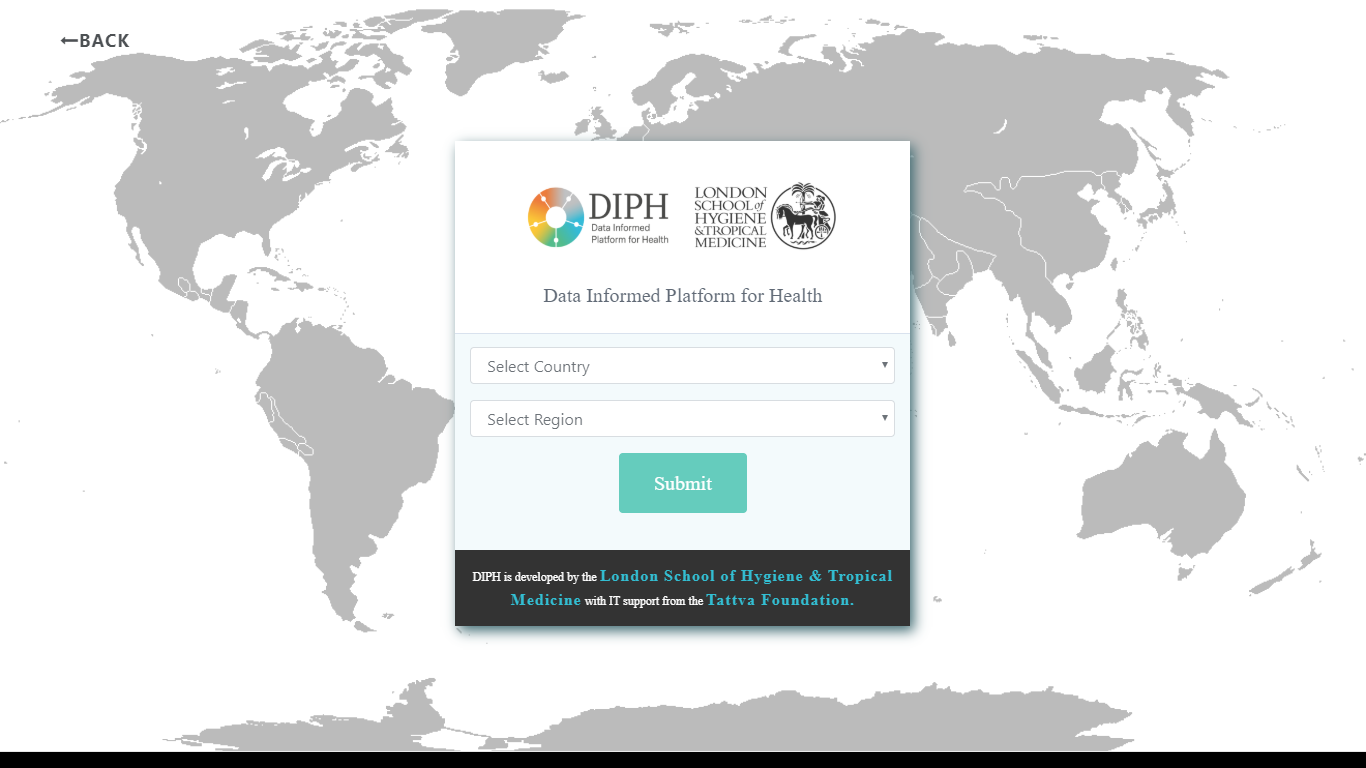 BACK
DIPH
Data Informed
Platform for Health
LONDON
SCHOOL of
HYGIENE
& TROPICAL
MEDICINE
Data Informed Platform for Health
Select Country
Select Region
Submit
DIPH is developed by the London School of Hygiene & Tropical
Medicine with IT support from the Tattva Foundation.